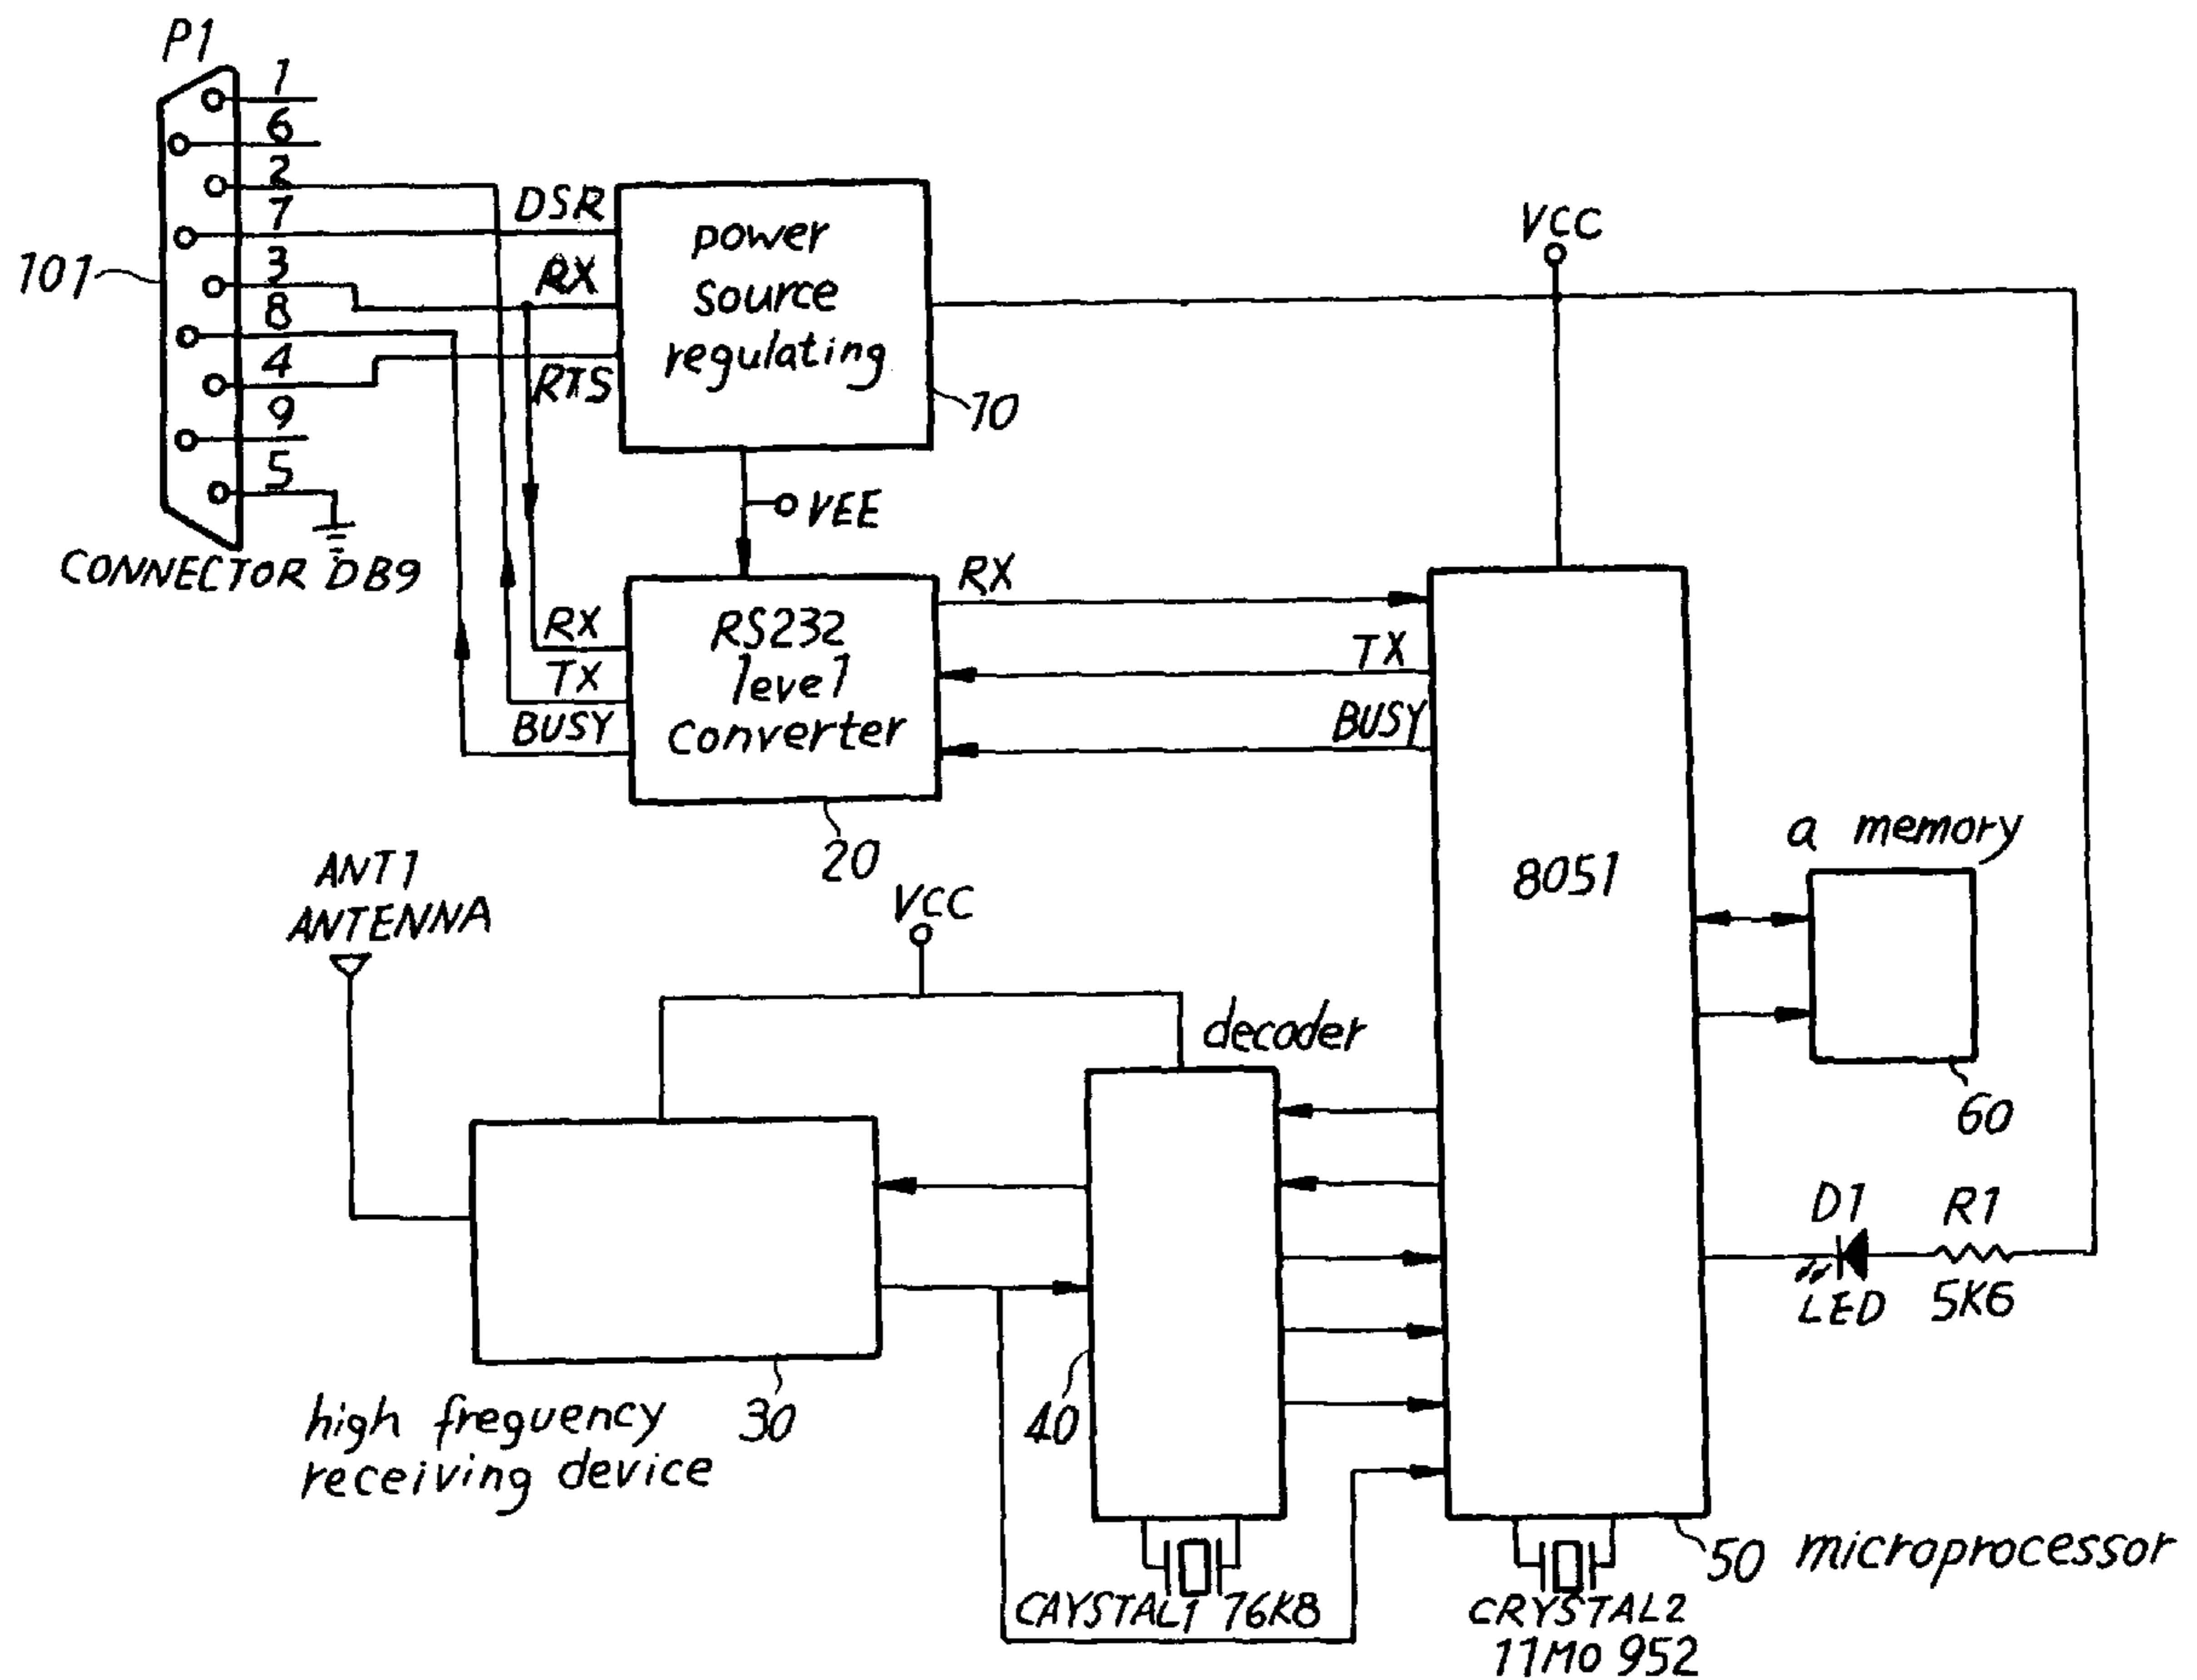 P1
1
6
2
7
3
8
4
9
5
101
CONNECTOR DB9
DSR
RX
RTS
power
source
regulating
10
VCC
VEE
RX
TX
BUSY
RS232
level
converter
20
RX
TX
BUSY
8051
a memory
60
ANT1
ANTENNA
VCC
decoder
D1
LED
R1
5K6
high freguency
receiving device
30
40
CAYSTAL1 76K8
50 microprocessor
CRYSTAL2
11M0 952